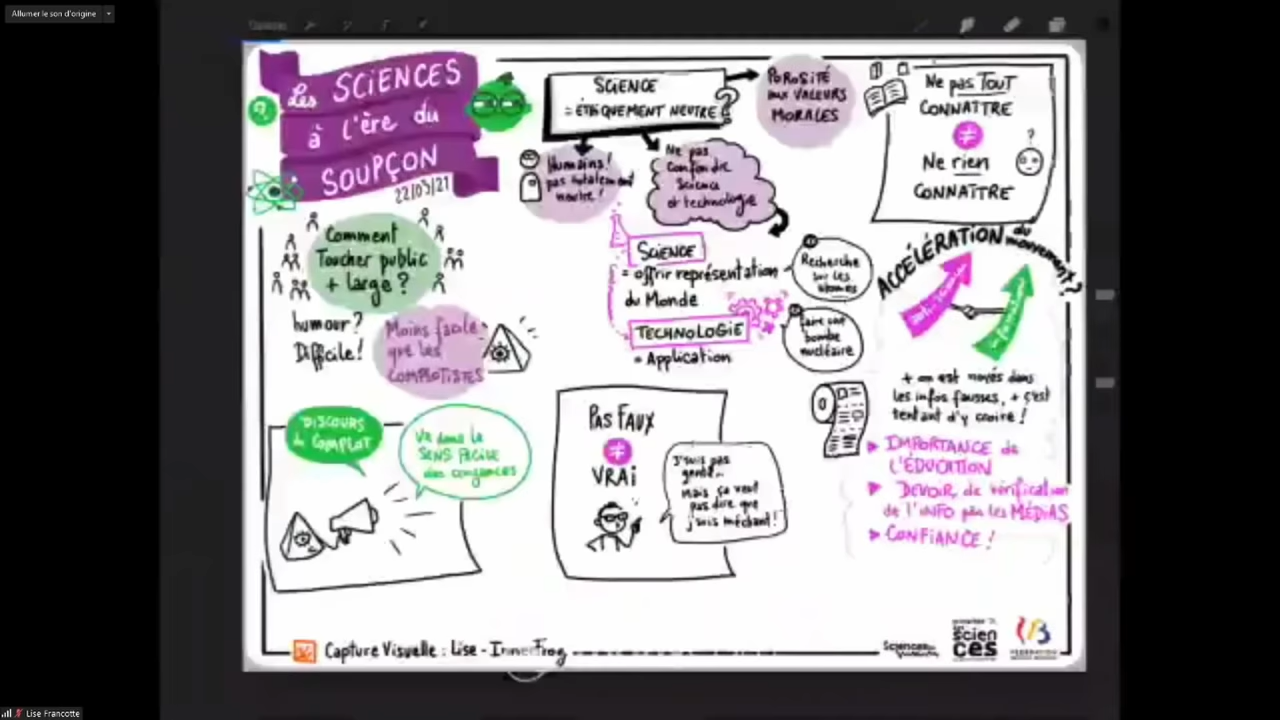 Allumer le son d'origine
Les SCIENCES
à l'ère du
SOUPÇON
22/03/21
SCIENCE
= ÉTHIQUEMENT NEUTRE ?
POROSITÉ
aux VALEURS
MORALES
Humains !
pas totalement
neutre !
Ne pas
confondre
Science
et technologie
Ne pas TOUT
CONNAÎTRE
≠
Ne rien
CONNAÎTRE
?
Comment
Toucher public
+ large ?
humour ?
Difficile !
Moins facile
que les
COMPLOTISTES
SCIENCE
= offrir représentation
du Monde
Recherche
sur les
atomes
TECHNOLOGIE
= Application
Faire une
bombe
nucléaire
ACCÉLÉRATION du mouvement ?
+ on est noyés dans
les infos fausses, + c'est
tentant d'y croire !
IMPORTANCE de
L'ÉDUCATION
DEVOIR de vérification
de l'INFO par les MÉDIAS
CONFIANCE !
DISCOURS
du COMPLOT
Va dans le
SENS FACILE
des croyances
PAS FAUX
≠
VRAI
J'suis pas
gentil...
mais ça veut
pas dire que
j'suis méchant !
Capture Visuelle : Lise - InnerFrog
sciences
Lise Francotte